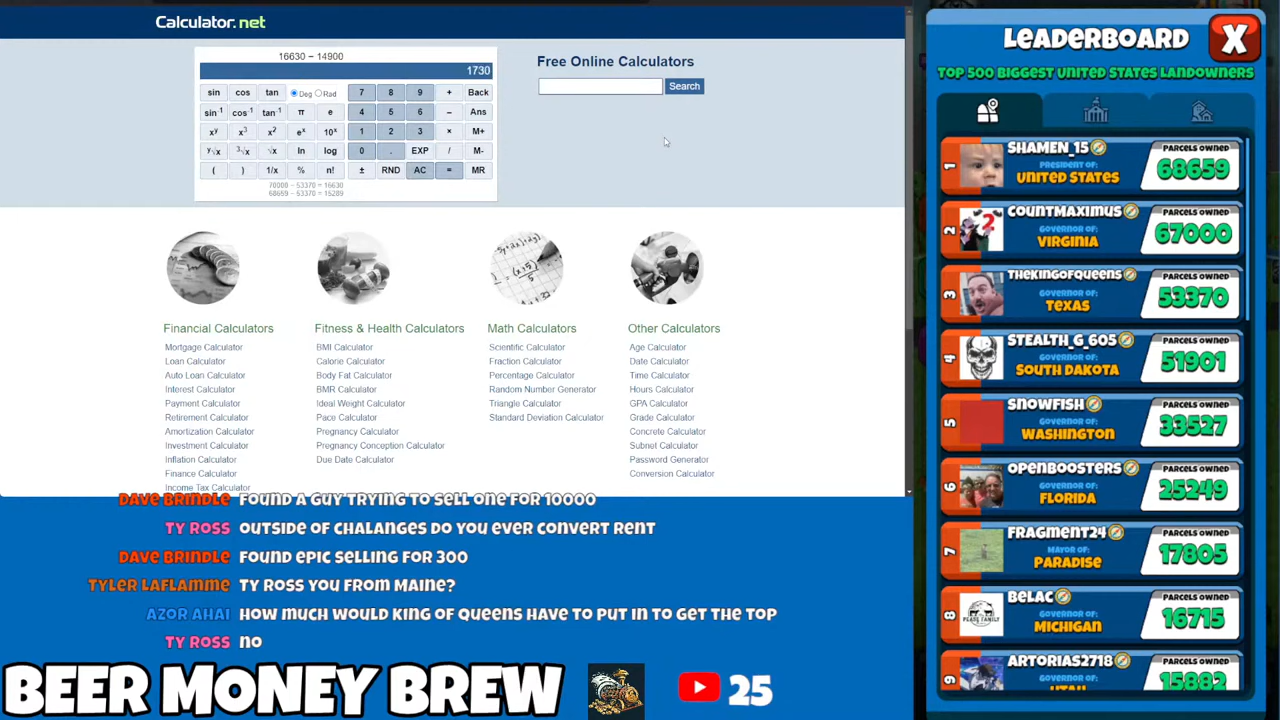 Calculator.net
16630 − 14900
1730
sin cos tan Deg Rad 7 8 9 + Back
sin-1 cos-1 tan-1 π e 4 5 6 − Ans
xy x3 x2 ex 10x 1 2 3 × M+
y√x 3√x √x ln log 0 . EXP / M-
( ) 1/x % n! ± RND AC = MR
70000 − 53370 = 16630
68659 − 53370 = 15289
Free Online Calculators
Search
Financial Calculators
Mortgage Calculator
Loan Calculator
Auto Loan Calculator
Interest Calculator
Payment Calculator
Retirement Calculator
Amortization Calculator
Investment Calculator
Inflation Calculator
Finance Calculator
Income Tax Calculator
Fitness & Health Calculators
BMI Calculator
Calorie Calculator
Body Fat Calculator
BMR Calculator
Ideal Weight Calculator
Pace Calculator
Pregnancy Calculator
Pregnancy Conception Calculator
Due Date Calculator
Math Calculators
Scientific Calculator
Fraction Calculator
Percentage Calculator
Random Number Generator
Triangle Calculator
Standard Deviation Calculator
Other Calculators
Age Calculator
Date Calculator
Time Calculator
Hours Calculator
GPA Calculator
Grade Calculator
Concrete Calculator
Subnet Calculator
Password Generator
Conversion Calculator
DAVE BRINDLE FOUND A GUY TRYING TO SELL ONE FOR 10000
TY ROSS OUTSIDE OF CHALANGES DO YOU EVER CONVERT RENT
DAVE BRINDLE FOUND EPIC SELLING FOR 300
TYLER LAFLAMME TY ROSS YOU FROM MAINE?
AZOR AHAI HOW MUCH WOULD KING OF QUEENS HAVE TO PUT IN TO GET THE TOP
TY ROSS NO
BEER MONEY BREW
25
LEADERBOARD
X
TOP 500 BIGGEST UNITED STATES LANDOWNERS
1 SHAMEN_15 PRESIDENT OF: UNITED STATES PARCELS OWNED 68659
2 COUNTMAXIMUS GOVERNOR OF: VIRGINIA PARCELS OWNED 67000
3 THEKINGOFQUEENS GOVERNOR OF: TEXAS PARCELS OWNED 53370
4 STEALTH_G_605 GOVERNOR OF: SOUTH DAKOTA PARCELS OWNED 51901
5 SNOWFISH GOVERNOR OF: WASHINGTON PARCELS OWNED 33527
6 OPENBOOSTERS GOVERNOR OF: FLORIDA PARCELS OWNED 25249
7 FRAGMENT24 MAYOR OF: PARADISE PARCELS OWNED 17805
8 BELAC GOVERNOR OF: MICHIGAN PARCELS OWNED 16715
9 ARTORIAS2718 GOVERNOR OF: UTAH PARCELS OWNED 15882